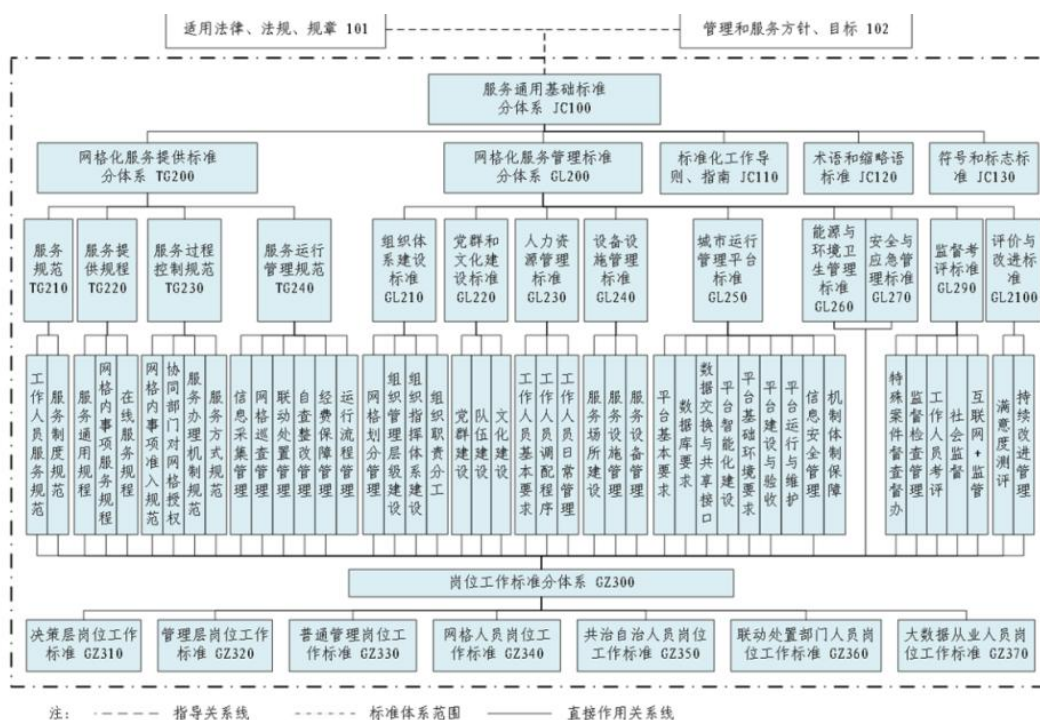 适用法律、法规、规章 101
管理和服务方针、目标 102
服务通用基础标准
分体系 JC100
网格化服务提供标准
分体系 TG200
网格化服务管理标准
分体系 GL200
标准化工作导
则、指南 JC110
术语和缩略语
标准 JC120
符号和标志标
准 JC130
服务
规范
TG210
服务提
供规程
TG220
服务过程
控制规范
TG230
服务运行
管理规范
TG240
组织体
系建设
标准
GL210
党群和
文化建
设标准
GL220
人力资
源管理
标准
GL230
设备设
施管理
标准
GL240
城市运行
管理平台
标准
GL250
能源与
环境卫
生管理
标准
GL260
安全与
应急管
理标准
GL270
监督考
评标准
GL290
评价与
改进标
准
GL2100
工作人员服务规范
服务制度规范
服务通用规程
网格内事项服务规程
在线服务规程
网格内事项准入规范
协同部门对网格授权
服务办理机制规范
服务方式规范
信息采集管理
网格巡查管理
联动处置管理
自查整改管理
经费保障管理
运行流程管理
网格划分管理
组织管理层级建设
组织指挥体系建设
组织职责分工
党群建设
队伍建设
文化建设
工作人员基本要求
工作人员调配程序
工作人员日常管理
服务场所建设
服务设施管理
服务设备管理
平台基本要求
数据库要求
数据交换与共享接口
平台智能化建设
平台基础环境要求
平台建设与验收
平台运行与维护
信息安全管理
机制体制保障
特殊案件督查督办
监督检查管理
工作人员考评
社会监督
互联网+监管
满意度测评
持续改进管理
岗位工作标准分体系 GZ300
决策层岗位工作
标准 GZ310
管理层岗位工作
标准 GZ320
普通管理岗位工
作标准 GZ330
网格人员岗位工
作标准 GZ340
共治自治人员岗位
工作标准 GZ350
联动处置部门人员岗
位工作标准 GZ360
大数据从业人员岗
位工作标准 GZ370
注: 指导关系线 标准体系范围 直接作用关系线